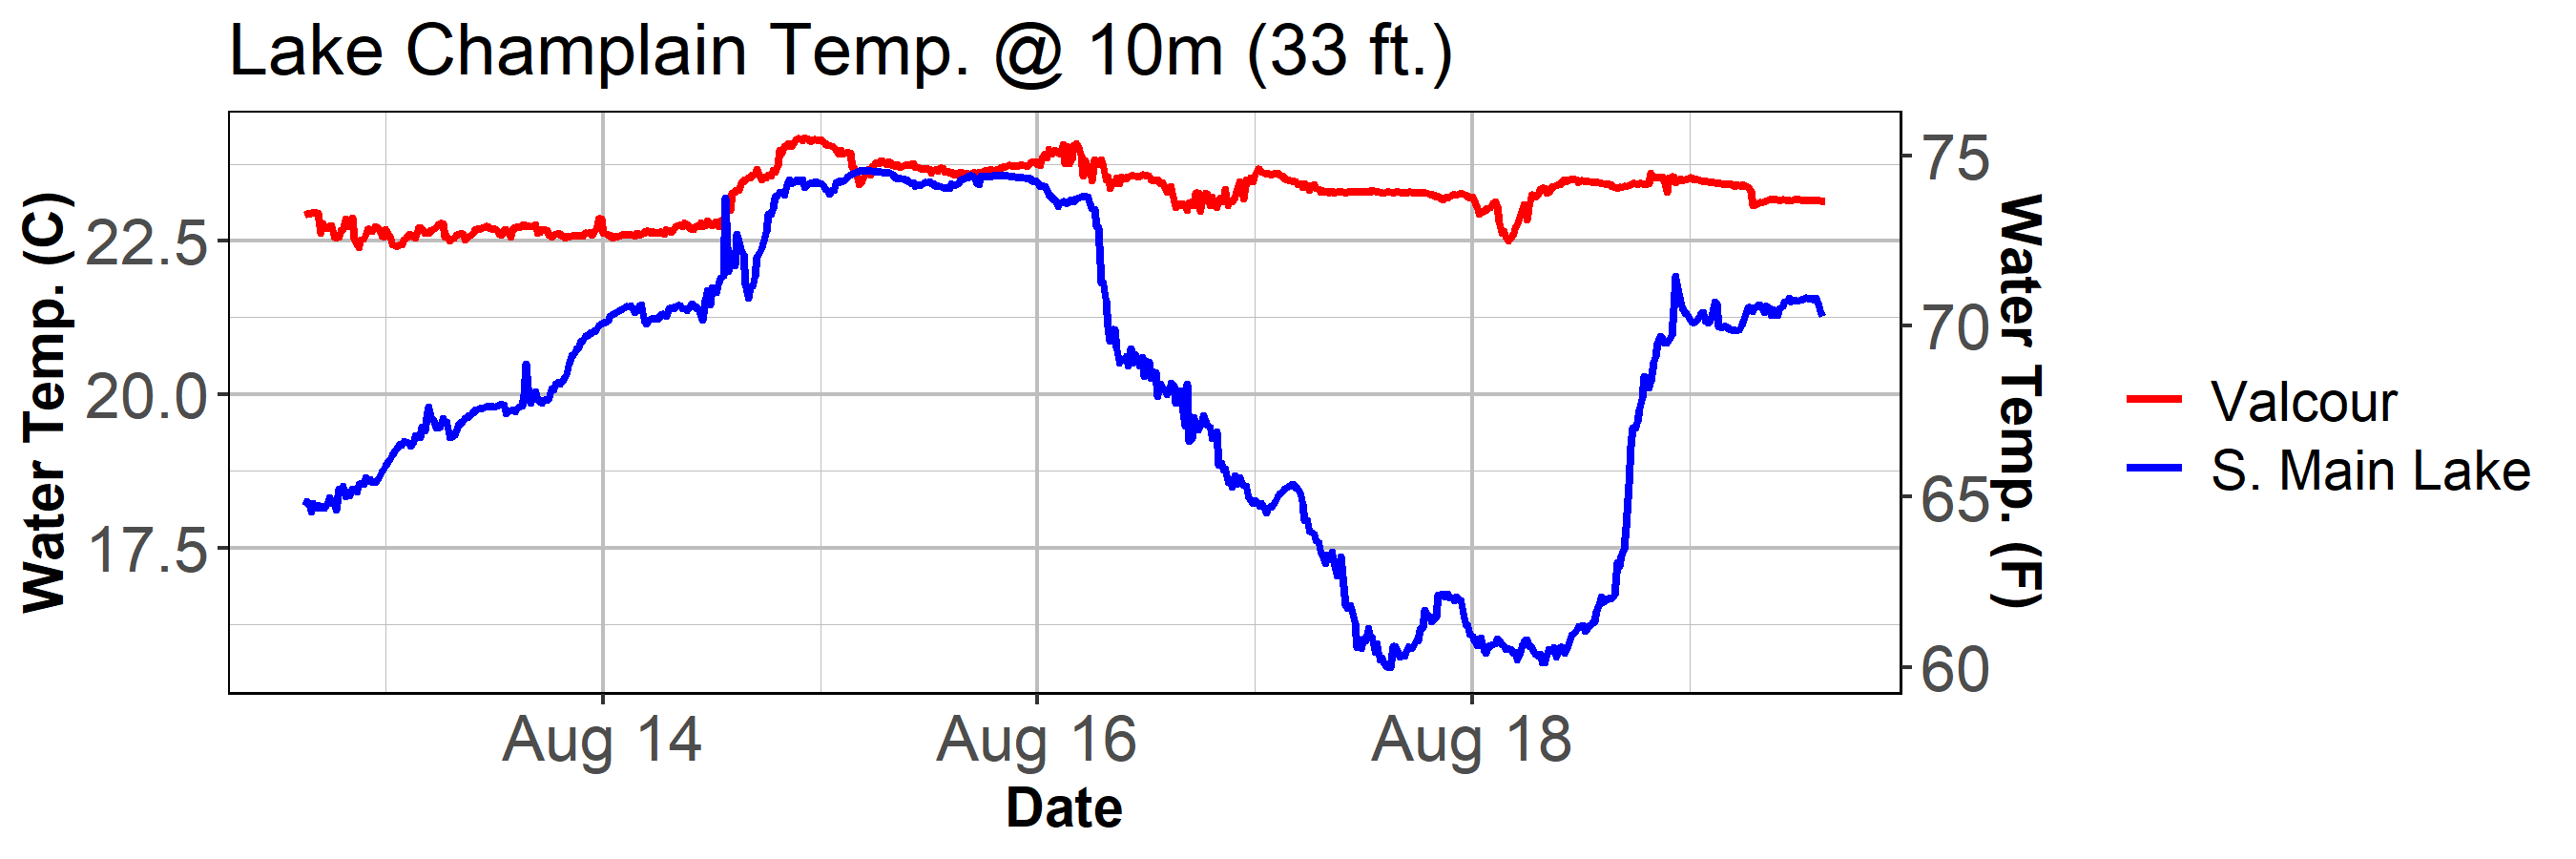 Lake Champlain Temp. @ 10m (33 ft.)
Water Temp. (C)
22.5
20.0
17.5
75
70
65
60
Water Temp. (F)
Aug 14
Aug 16
Aug 18
Date
Valcour
S. Main Lake